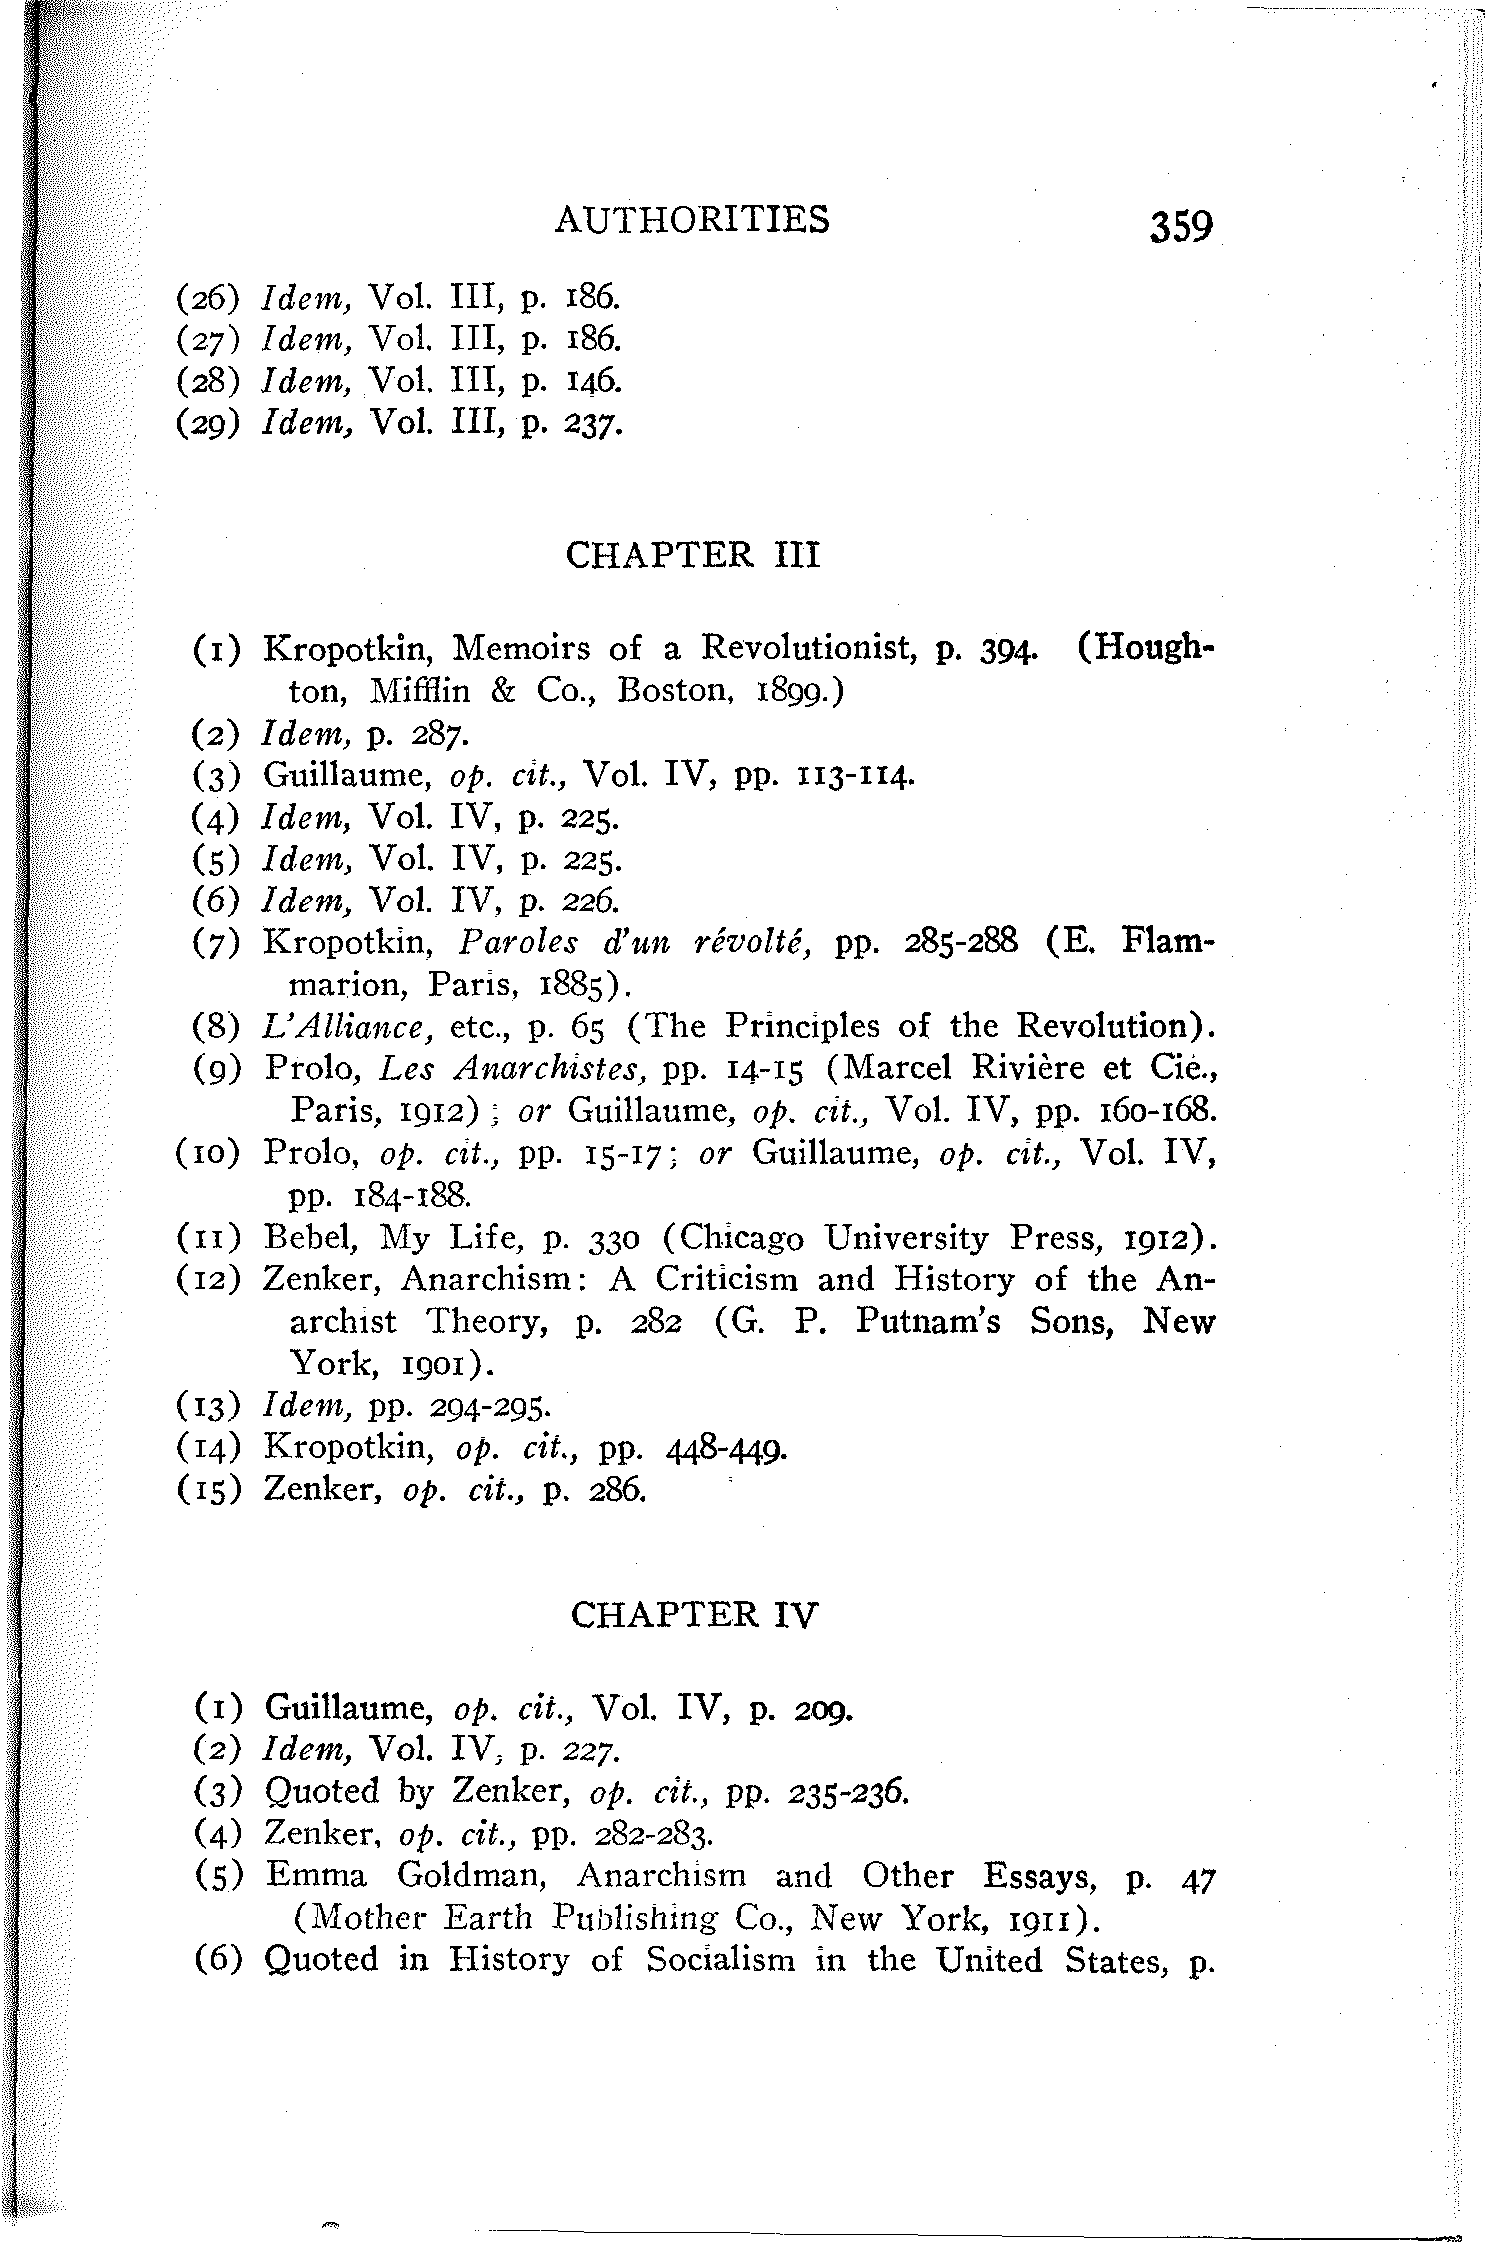 AUTHORITIES 359
(26) Idem, Vol. III, p. 186.
(27) Idem, Vol. III, p. 186.
(28) Idem, Vol. III, p. 146.
(29) Idem, Vol. III, p. 237.
CHAPTER III
(1) Kropotkin, Memoirs of a Revolutionist, p. 394. (Hough-
ton, Mifflin & Co., Boston, 1899.)
(2) Idem, p. 287.
(3) Guillaume, op. cit., Vol. IV, pp. 113-114.
(4) Idem, Vol. IV, p. 225.
(5) Idem, Vol. IV, p. 225.
(6) Idem, Vol. IV, p. 226.
(7) Kropotkin, Paroles d'un révolté, pp. 285-288 (E. Flam-
marion, Paris, 1885).
(8) L'Alliance, etc., p. 65 (The Principles of the Revolution).
(9) Prolo, Les Anarchistes, pp. 14-15 (Marcel Rivière et Cie.,
Paris, 1912); or Guillaume, op. cit., Vol. IV, pp. 160-168.
(10) Prolo, op. cit., pp. 15-17; or Guillaume, op. cit., Vol. IV,
pp. 184-188.
(11) Bebel, My Life, p. 330 (Chicago University Press, 1912).
(12) Zenker, Anarchism: A Criticism and History of the An-
archist Theory, p. 282 (G. P. Putnam's Sons, New
York, 1901).
(13) Idem, pp. 294-295.
(14) Kropotkin, op. cit., pp. 448-449.
(15) Zenker, op. cit., p. 286.
CHAPTER IV
(1) Guillaume, op. cit., Vol. IV, p. 209.
(2) Idem, Vol. IV, p. 227.
(3) Quoted by Zenker, op. cit., pp. 235-236.
(4) Zenker, op. cit., pp. 282-283.
(5) Emma Goldman, Anarchism and Other Essays, p. 47
(Mother Earth Publishing Co., New York, 1911).
(6) Quoted in History of Socialism in the United States, p.